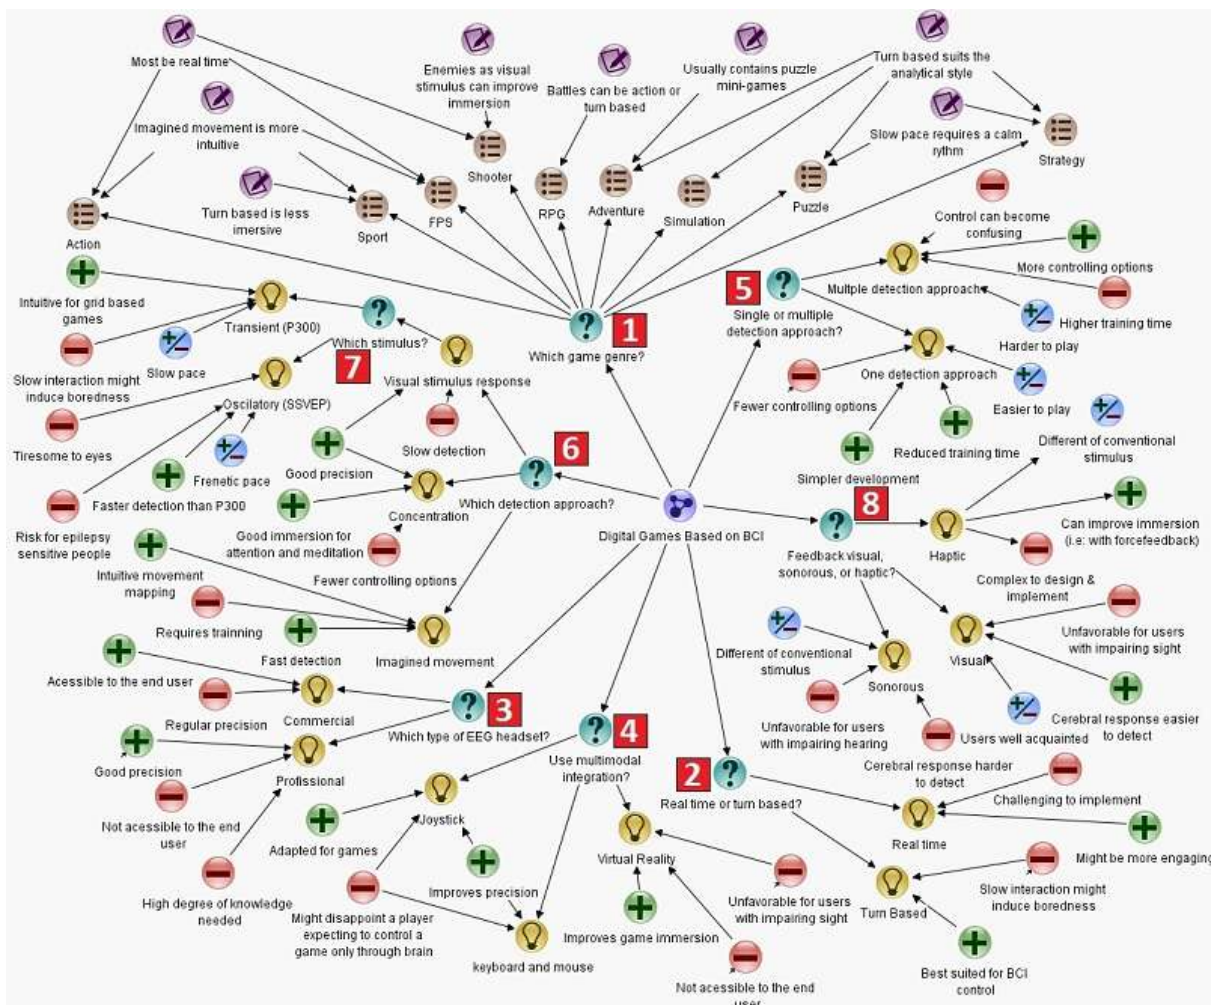 Most be real time
Enemies as visual
stimulus can improve
immersion
Battles can be action or
turn based
Usually contains puzzle
mini-games
Turn based suits the
analytical style
Imagined movement is more
intuitive
Slow pace requires a calm
rythm
Strategy
Shooter
Turn based is less
imersive
Action
Sport
FPS
RPG
Adventure
Simulation
Puzzle
Control can become
confusing
More controlling options
Multple detection approach
Higher training time
Harder to play
5
Single or multiple
detection approach?
1
Which game genre?
Intuitive for grid based
games
Transient (P300)
Which stimulus?
7
Slow pace
Slow interaction might
induce boredness
Visual stimulus response
Oscilatory (SSVEP)
Slow detection
Tiresome to eyes
Frenetic pace
Good precision
Faster detection than P300
Risk for epilepsy
sensitive people
6
Which detection approach?
Concentration
Good immersion for
attention and meditation
Fewer controlling options
Digital Games Based on BCI
One detection approach
Fewer controlling options
Easier to play
Reduced training time
Simpler development
Different of conventional
stimulus
8
Feedback visual,
sonorous, or haptic?
Haptic
Can improve immersion
(i.e: with forcefeedback)
Complex to design &
implement
Intuitive movement
mapping
Requires trainning
Fast detection
Imagined movement
Different of conventional
stimulus
Sonorous
Visual
Unfavorable for users
with impairing sight
Unfavorable for users
with impairing hearing
Users well acquainted
Cerebral response easier
to detect
Cerebral response harder
to detect
Acessible to the end user
Regular precision
Commercial
3
Which type of EEG headset?
Good precision
Profissional
Not acessible to the end
user
High degree of knowledge
needed
4
Use multimodal
integration?
Joystick
Adapted for games
Improves precision
Might disappoint a player
expecting to control a
game only through brain
keyboard and mouse
Virtual Reality
Improves game immersion
Unfavorable for users
with impairing sight
Not acessible to the end
user
2
Real time or turn based?
Real time
Challenging to implement
Might be more engaging
Turn Based
Slow interaction might
induce boredness
Best suited for BCI
control